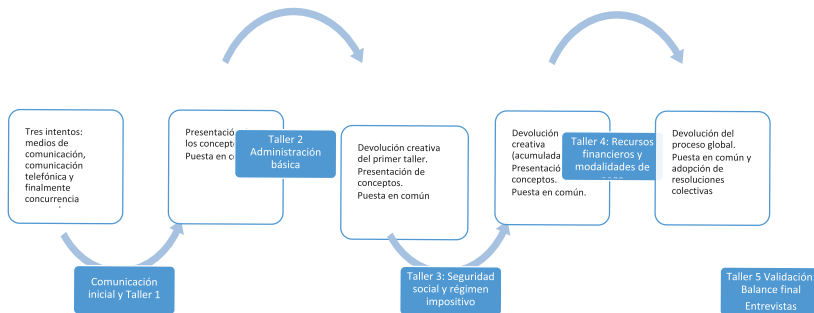 Tres intentos:
medios de
comunicación,
comunicación
telefónica y
finalmente
concurrencia
Comunicación
inicial y Taller 1
los
Puesta en
Taller 2
Administración
básica
Devolución creativa
del primer taller.
Presentación de
conceptos.
Puesta en común
Taller 3: Seguridad
social y régimen
impositivo
Devolución
creativa
(acumulada
conceptos.
Puesta en común.
Taller 4: Recursos
financieros y
modalidades de
Devolución del
proceso global.
Puesta en común y
adopción de
resoluciones
colectivas
Taller 5 Validación:
Balance final
Entrevistas